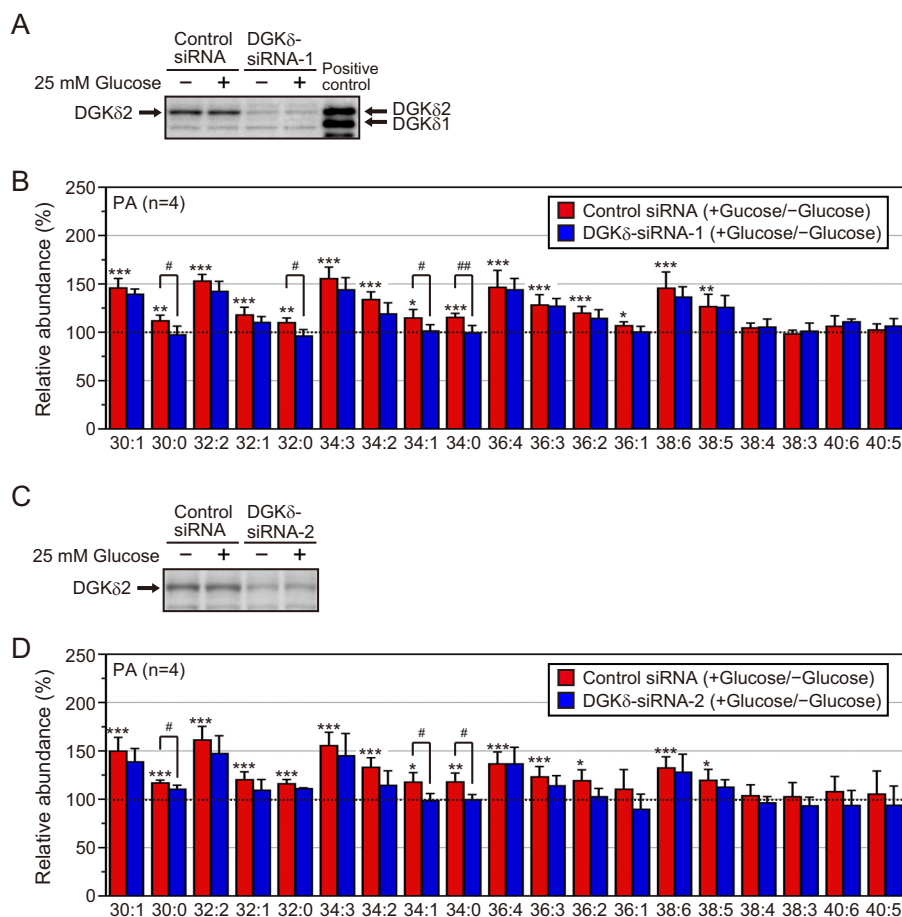 A
Control siRNA
DGKδ-siRNA-1
Positive control
25 mM Glucose − + − +
DGKδ2
DGKδ2
DGKδ1
B
PA (n=4)
Control siRNA (+Gucose/−Glucose)
DGKδ-siRNA-1 (+Glucose/−Glucose)
Relative abundance (%)
250
200
150
100
50
0
*** ** # *** *** ** # *** *** * # *** ## *** *** *** * *** **
30:1 30:0 32:2 32:1 32:0 34:3 34:2 34:1 34:0 36:4 36:3 36:2 36:1 38:6 38:5 38:4 38:3 40:6 40:5
C
Control siRNA
DGKδ-siRNA-2
25 mM Glucose − + − +
DGKδ2
D
PA (n=4)
Control siRNA (+Glucose/−Glucose)
DGKδ-siRNA-2 (+Glucose/−Glucose)
Relative abundance (%)
250
200
150
100
50
0
*** *** # *** *** *** *** *** * # ** # *** *** * *** *
30:1 30:0 32:2 32:1 32:0 34:3 34:2 34:1 34:0 36:4 36:3 36:2 36:1 38:6 38:5 38:4 38:3 40:6 40:5